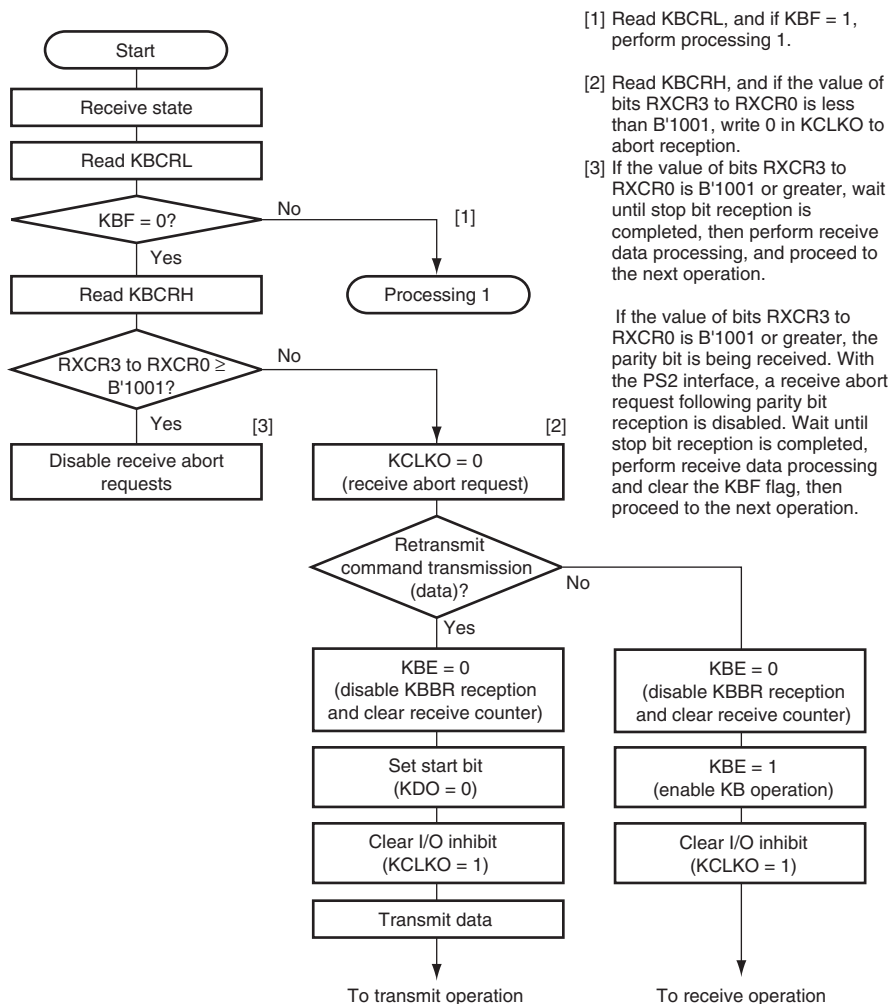 Start
Receive state
Read KBCRL
KBF = 0?
No
[1]
Yes
Processing 1
Read KBCRH
RXCR3 to RXCR0 ≥
B'1001?
No
Yes
[3]
Disable receive abort
requests
[2]
KCLKO = 0
(receive abort request)
Retransmit
command transmission
(data)?
No
Yes
KBE = 0
(disable KBBR reception
and clear receive counter)
Set start bit
(KDO = 0)
Clear I/O inhibit
(KCLKO = 1)
Transmit data
To transmit operation
KBE = 0
(disable KBBR reception
and clear receive counter)
KBE = 1
(enable KB operation)
Clear I/O inhibit
(KCLKO = 1)
To receive operation
[1] Read KBCRL, and if KBF = 1,
perform processing 1.
[2] Read KBCRH, and if the value of
bits RXCR3 to RXCR0 is less
than B'1001, write 0 in KCLKO to
abort reception.
[3] If the value of bits RXCR3 to
RXCR0 is B'1001 or greater, wait
until stop bit reception is
completed, then perform receive
data processing, and proceed to
the next operation.
If the value of bits RXCR3 to
RXCR0 is B'1001 or greater, the
parity bit is being received. With
the PS2 interface, a receive abort
request following parity bit
reception is disabled. Wait until
stop bit reception is completed,
perform receive data processing
and clear the KBF flag, then
proceed to the next operation.